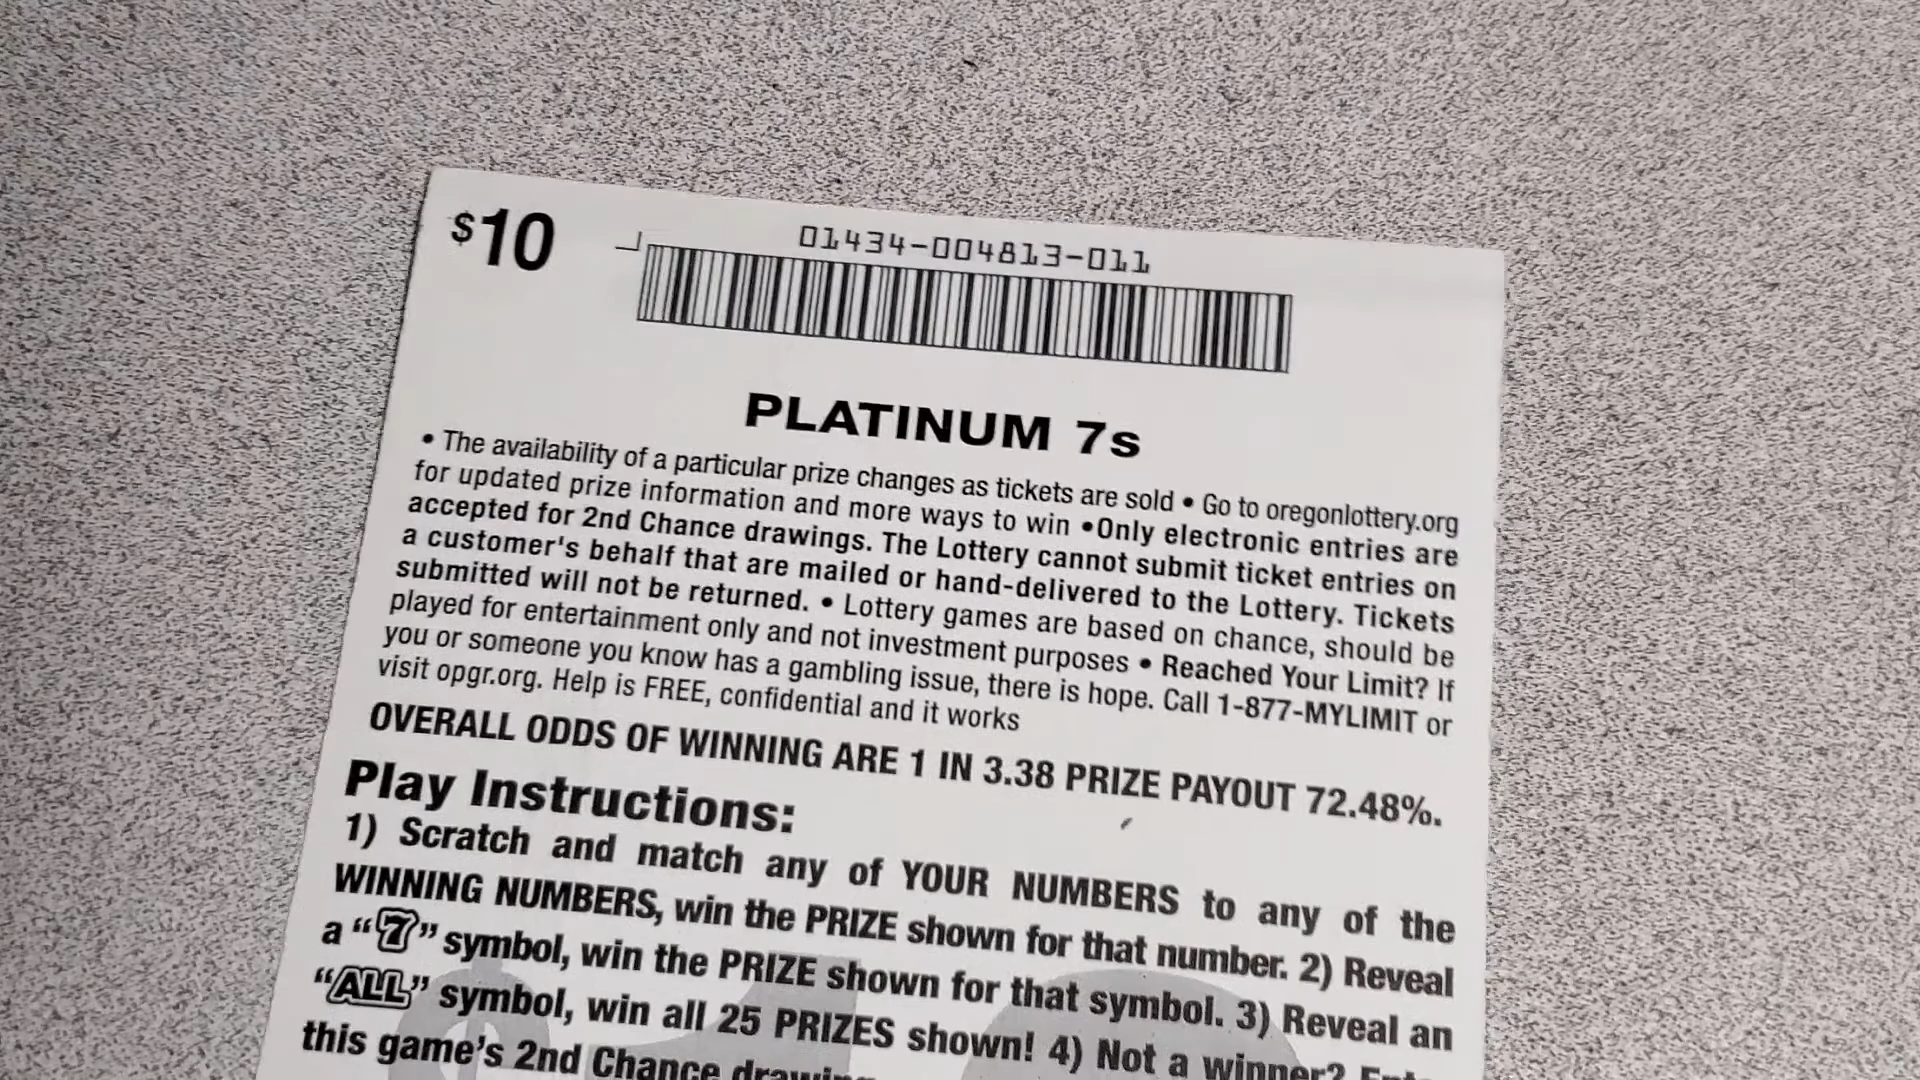 $10
01434-004813-011
PLATINUM 7s
• The availability of a particular prize changes as tickets are sold • Go to oregonlottery.org
for updated prize information and more ways to win •Only electronic entries are
accepted for 2nd Chance drawings. The Lottery cannot submit ticket entries on
a customer's behalf that are mailed or hand-delivered to the Lottery. Tickets
submitted will not be returned. • Lottery games are based on chance, should be
played for entertainment only and not investment purposes • Reached Your Limit? If
you or someone you know has a gambling issue, there is hope. Call 1-877-MYLIMIT or
visit opgr.org. Help is FREE, confidential and it works
OVERALL ODDS OF WINNING ARE 1 IN 3.38 PRIZE PAYOUT 72.48%.
Play Instructions:
1) Scratch and match any of YOUR NUMBERS to any of the
WINNING NUMBERS, win the PRIZE shown for that number. 2) Reveal
a “7” symbol, win the PRIZE shown for that symbol. 3) Reveal an
“ALL” symbol, win all 25 PRIZES shown! 4) Not a winner?
this game's 2nd Chance